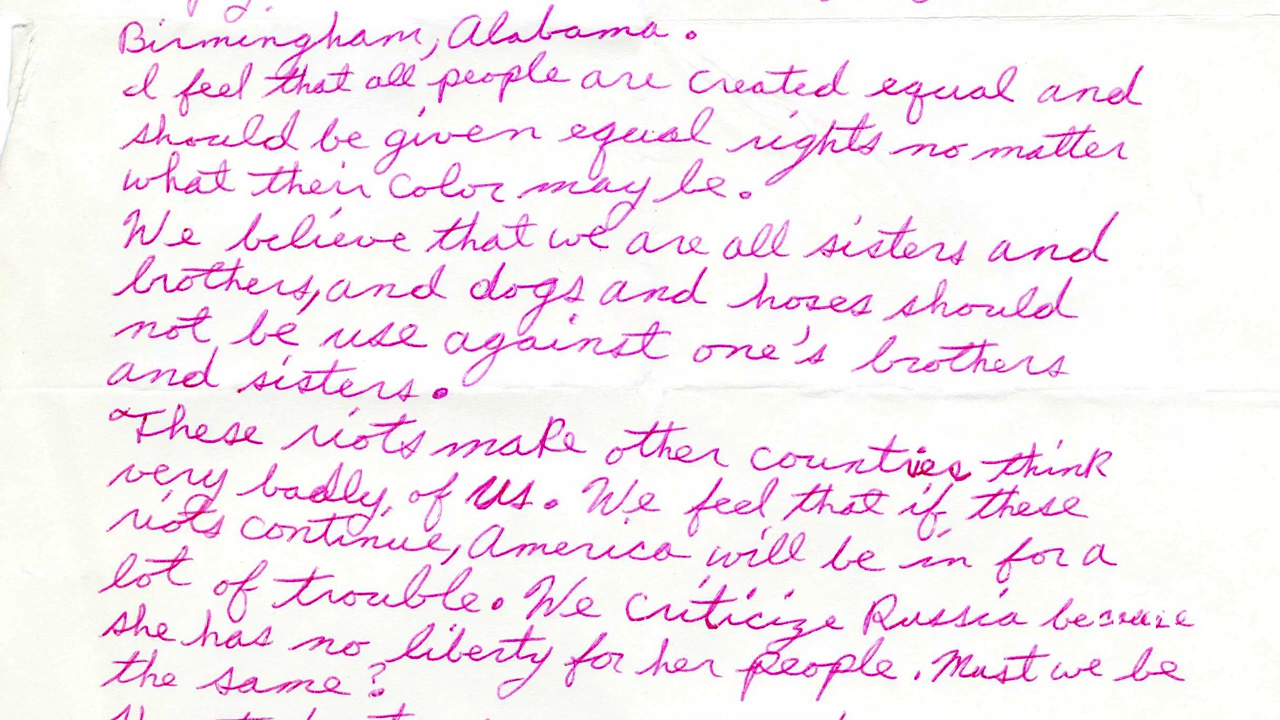 Birmingham, Alabama.
I feel that all people are created equal and
should be given equal rights no matter
what their color may be.
We believe that we are all sisters and
brothers, and dogs and hoses should
not be use against one's brothers
and sisters.
These riots make other countries think
very badly of us. We feel that if these
riots continue, America will be in for a
lot of trouble. We criticize Russia because
she has no liberty for her people. Must we be
the same?